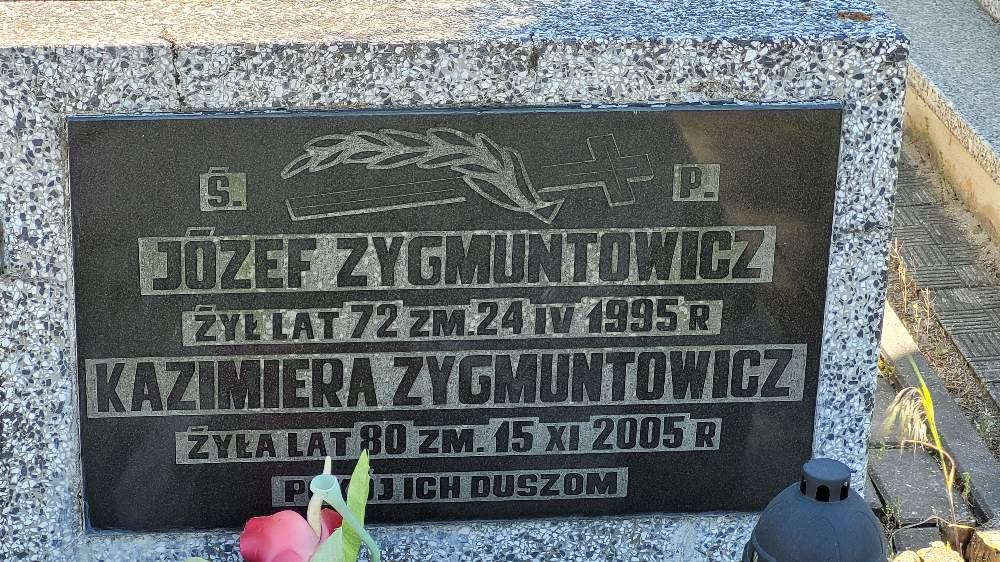 Ś. P.
JÓZEF ZYGMUNTOWICZ
ŻYŁ LAT 72 ZM. 24 IV 1995 R
KAZIMIERA ZYGMUNTOWICZ
ŻYŁA LAT 80 ZM. 15 XI 2005 R
POKÓJ ICH DUSZOM